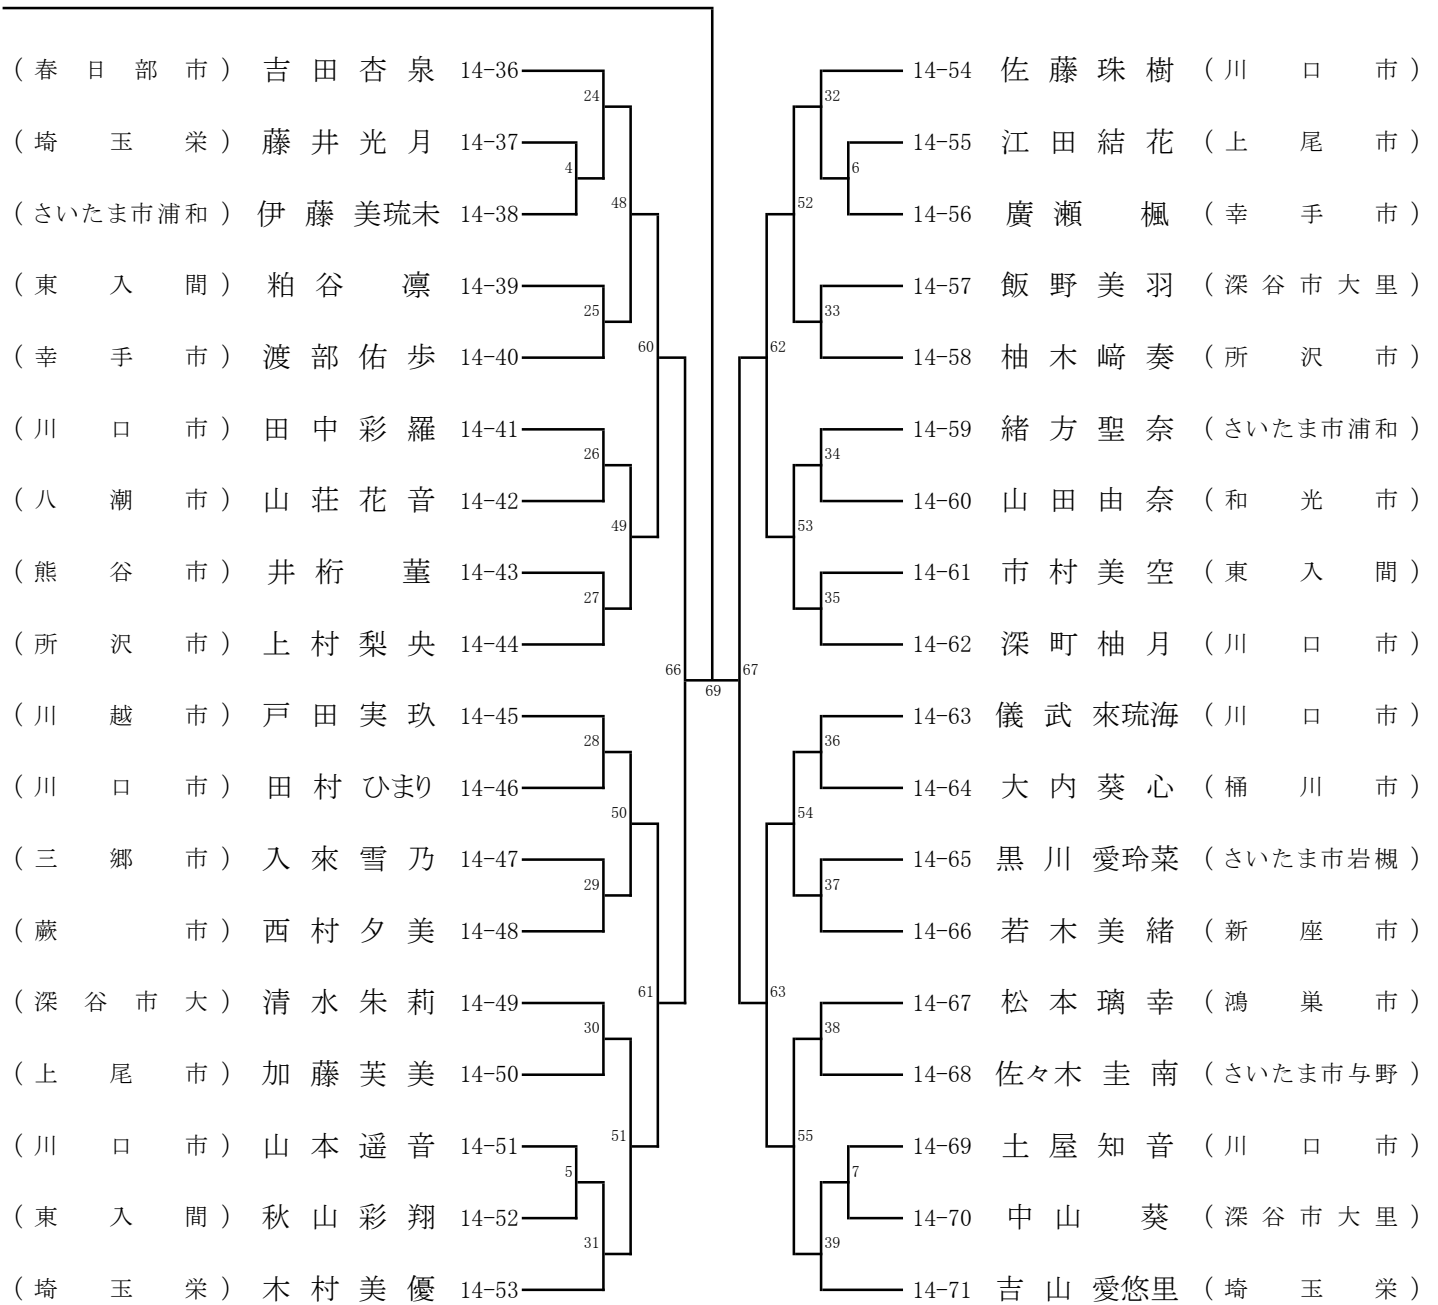 (春日部市) 吉田杏泉 14-36
24
(埼玉栄) 藤井光月 14-37
4
(さいたま市浦和) 伊藤美琉未 14-38
48
(東入間) 粕谷凛 14-39
25
(幸手市) 渡部佑歩 14-40
60
(川口市) 田中彩羅 14-41
26
(八潮市) 山荘花音 14-42
49
(熊谷市) 井桁菫 14-43
27
(所沢市) 上村梨央 14-44
66
(川越市) 戸田実玖 14-45
28
(川口市) 田村ひまり 14-46
50
(三郷市) 入來雪乃 14-47
29
(蕨市) 西村夕美 14-48
(深谷市大) 清水朱莉 14-49
61
30
(上尾市) 加藤芙美 14-50
(川口市) 山本遥音 14-51
51
5
(東入間) 秋山彩翔 14-52
31
(埼玉栄) 木村美優 14-53
69
14-54 佐藤珠樹 (川口市)
32
14-55 江田結花 (上尾市)
6
14-56 廣瀬楓 (幸手市)
52
14-57 飯野美羽 (深谷市大里)
33
14-58 柚木﨑奏 (所沢市)
62
14-59 緒方聖奈 (さいたま市浦和)
34
14-60 山田由奈 (和光市)
53
14-61 市村美空 (東入間)
35
14-62 深町柚月 (川口市)
67
14-63 儀武來琉海 (川口市)
36
14-64 大内葵心 (桶川市)
54
14-65 黒川愛玲菜 (さいたま市岩槻)
37
14-66 若木美緒 (新座市)
14-67 松本璃幸 (鴻巣市)
63
38
14-68 佐々木圭南 (さいたま市与野)
14-69 土屋知音 (川口市)
55
7
14-70 中山葵 (深谷市大里)
39
14-71 吉山愛悠里 (埼玉栄)